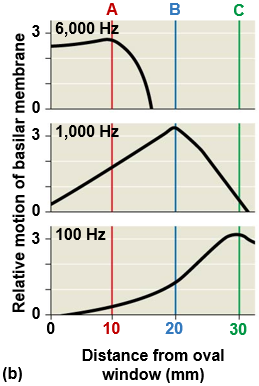 A B C
3
6,000 Hz
0
3
1,000 Hz
0
3
100 Hz
0
0 10 20 30
Relative motion of basilar membrane
Distance from oval
window (mm)
(b)